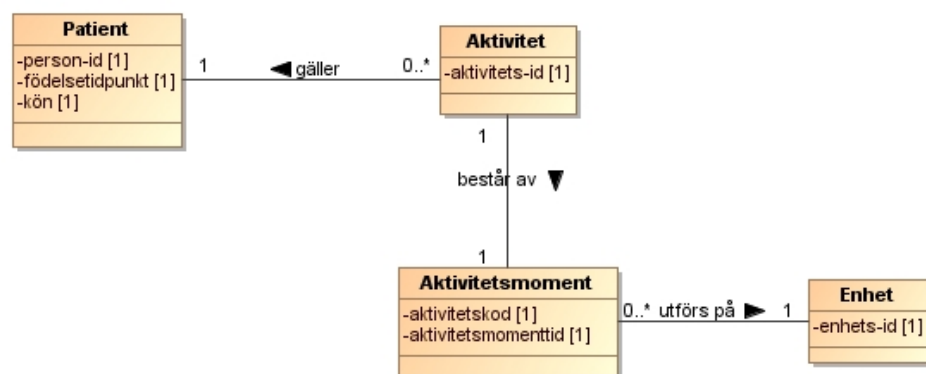 Patient
-person-id [1]
-födelsetidpunkt [1]
-kön [1]
1
gäller
0..*
Aktivitet
-aktivitets-id [1]
1
består av
1
Aktivitetsmoment
-aktivitetskod [1]
-aktivitetsmomenttid [1]
0..* utförs på 1
Enhet
-enhets-id [1]